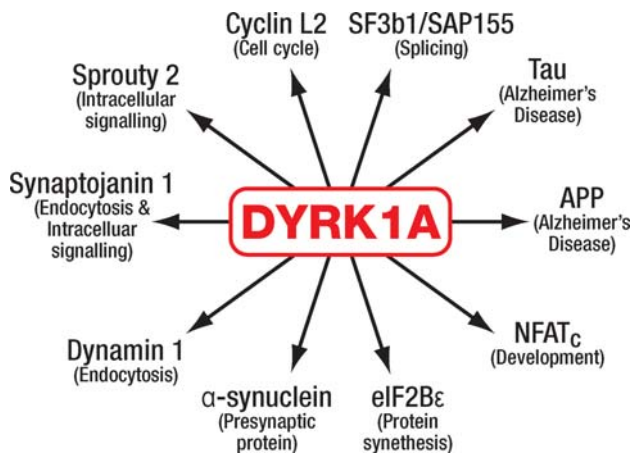 Cyclin L2
(Cell cycle)
SF3b1/SAP155
(Splicing)
Sprouty 2
(Intracellular
signalling)
Tau
(Alzheimer's
Disease)
Synaptojanin 1
(Endocytosis &
Intracelluar
signalling)
DYRK1A
APP
(Alzheimer's
Disease)
Dynamin 1
(Endocytosis)
NFATc
(Development)
α-synuclein
(Presynaptic
protein)
eIF2Bε
(Protein
synethesis)